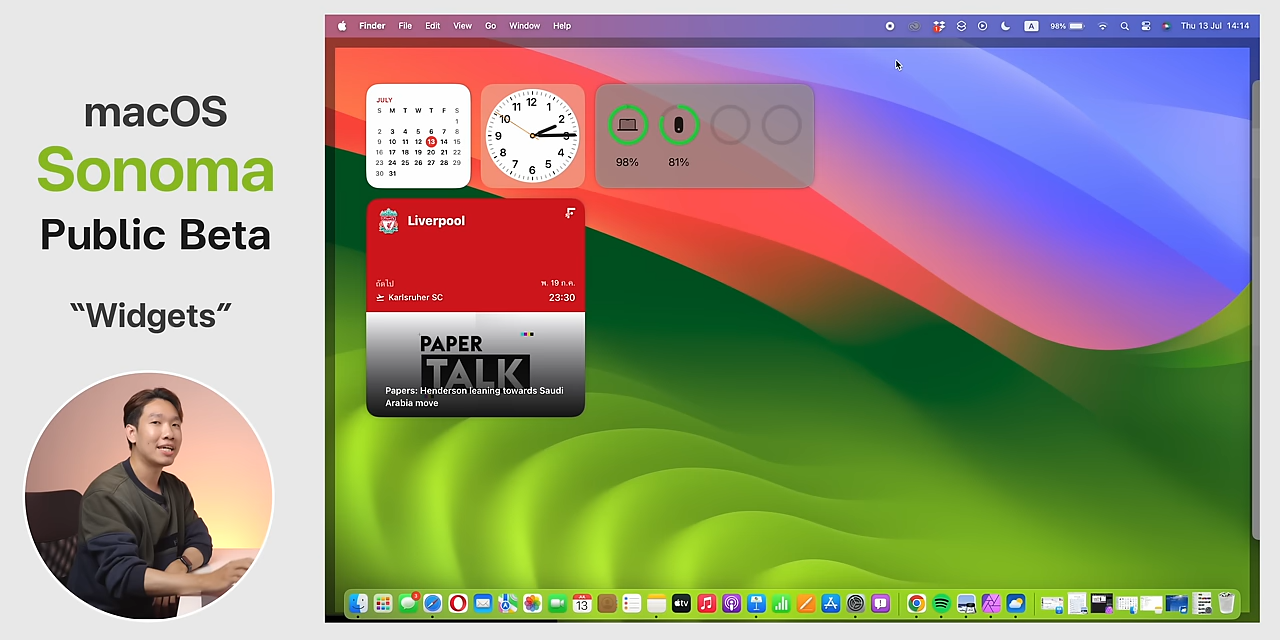 macOS
Sonoma
Public Beta
“Widgets”
Finder File Edit View Go Window Help
A 98% Thu 13 Jul 14:14
JULY
S M T W T F S
1
2 3 4 5 6 7 8
9 10 11 12 13 14 15
16 17 18 19 20 21 22
23 24 25 26 27 28 29
30 31
12 1 2 3 4 5 6 7 8 9 10 11
98% 81%
Liverpool
ถัดไป พ. 19 ก.ค.
Karlsruher SC 23:30
PAPER
TALK
Papers: Henderson leaning towards Saudi
Arabia move
13
tv